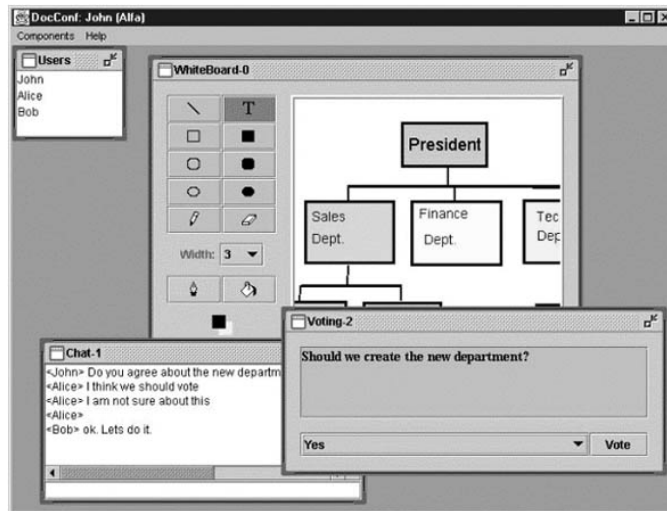 DocConf: John (Alfa)
Components Help
Users
John
Alice
Bob
WhiteBoard-0
T
Width: 3
President
Sales
Dept.
Finance
Dept.
Tec
Dep
Chat-1
<John> Do you agree about the new departm
<Alice> I think we should vote
<Alice> I am not sure about this
<Alice>
<Bob> ok. Lets do it.
Voting-2
Should we create the new department?
Yes
Vote